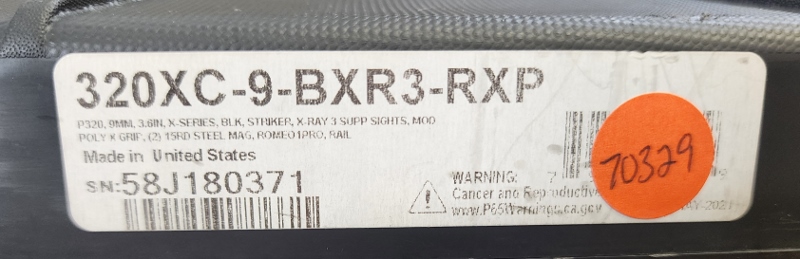 320XC-9-BXR3-RXP
P320, 9MM, 3.6IN, X-SERIES, BLK, STRIKER, X-RAY 3 SUPP SIGHTS, MOD
POLY X GRIP, (2) 15RD STEEL MAG, ROMEO1PRO, RAIL
Made in United States
SN:58J180371
70329
WARNING:
Cancer and Reproductive
www.P65Warnings.ca.gov